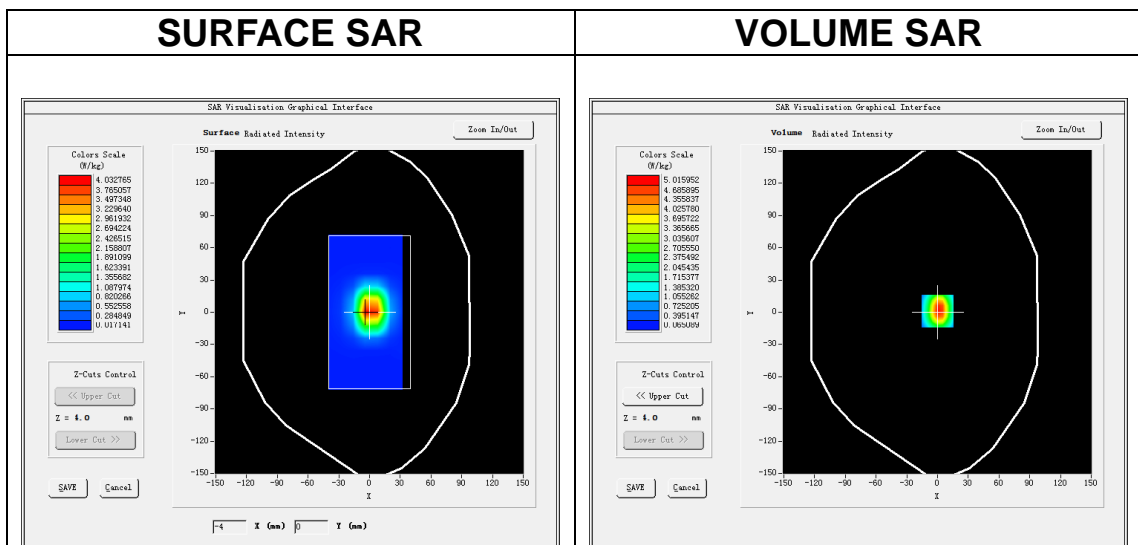 SURFACE SAR
VOLUME SAR
SAR Visualisation Graphical Interface
Surface Radiated Intensity
Zoom In/Out
Colors Scale
(W/kg)
4.032765
3.765057
3.497348
3.229640
2.961932
2.694224
2.426515
2.158807
1.891099
1.623391
1.355682
1.087974
0.820266
0.552558
0.284849
0.017141
Z-Cuts Control
<< Upper Cut
Z = 4.0 mm
Lower Cut >>
SAVE
Cancel
150
120
90
60
30
0
-30
-60
-90
-120
-150
Y
-150 -120 -90 -60 -30 0 30 60 90 120 150
X
-4 X (mm) 0 Y (mm)
SAR Visualisation Graphical Interface
Volume Radiated Intensity
Zoom In/Out
Colors Scale
(W/kg)
5.015952
4.685895
4.355837
4.025780
3.695722
3.365665
3.035607
2.705550
2.375492
2.045435
1.715377
1.385320
1.055262
0.725205
0.395147
0.065089
Z-Cuts Control
<< Upper Cut
Z = 4.0 mm
Lower Cut >>
SAVE
Cancel
150
120
90
60
30
0
-30
-60
-90
-120
-150
Y
-150 -120 -90 -60 -30 0 30 60 90 120 150
X